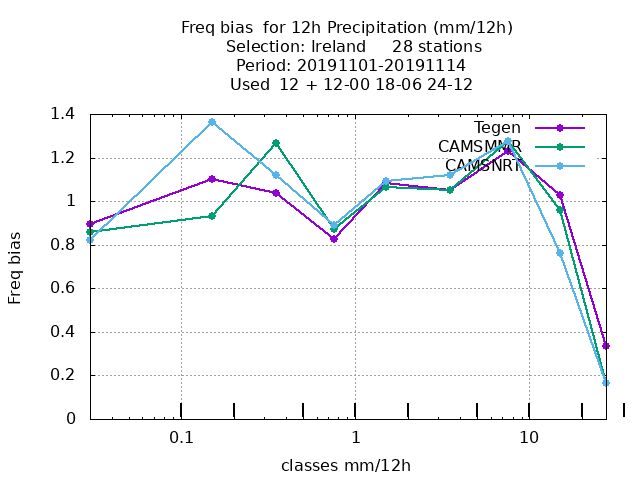 Freq bias  for 12h Precipitation (mm/12h)
Selection: Ireland     28 stations
Period: 20191101-20191114
Used  12 + 12-00 18-06 24-12
1.4
1.2
1
0.8
0.6
0.4
0.2
0
Freq bias
Tegen
CAMSMNR
CAMSNRT
0.1
1
10
classes mm/12h